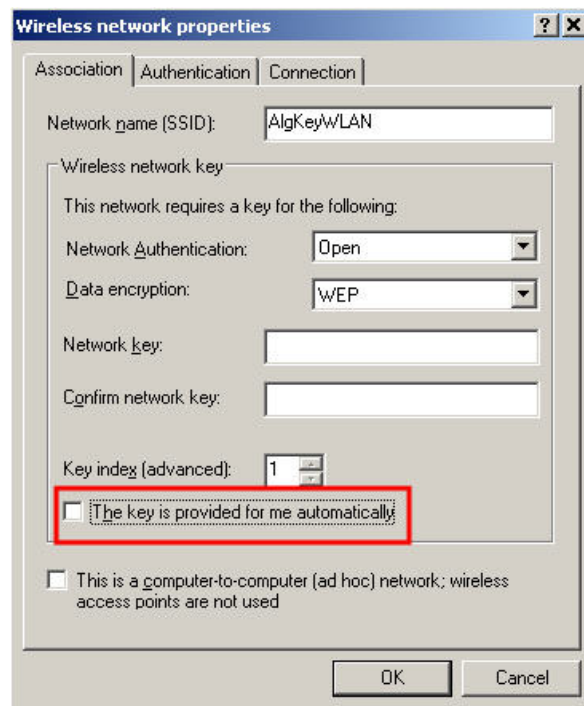 Wireless network properties
Association Authentication Connection
Network name (SSID): AlgKeyWLAN
Wireless network key
This network requires a key for the following:
Network Authentication: Open
Data encryption: WEP
Network key:
Confirm network key:
Key index (advanced): 1
The key is provided for me automatically
This is a computer-to-computer (ad hoc) network; wireless
access points are not used
OK Cancel